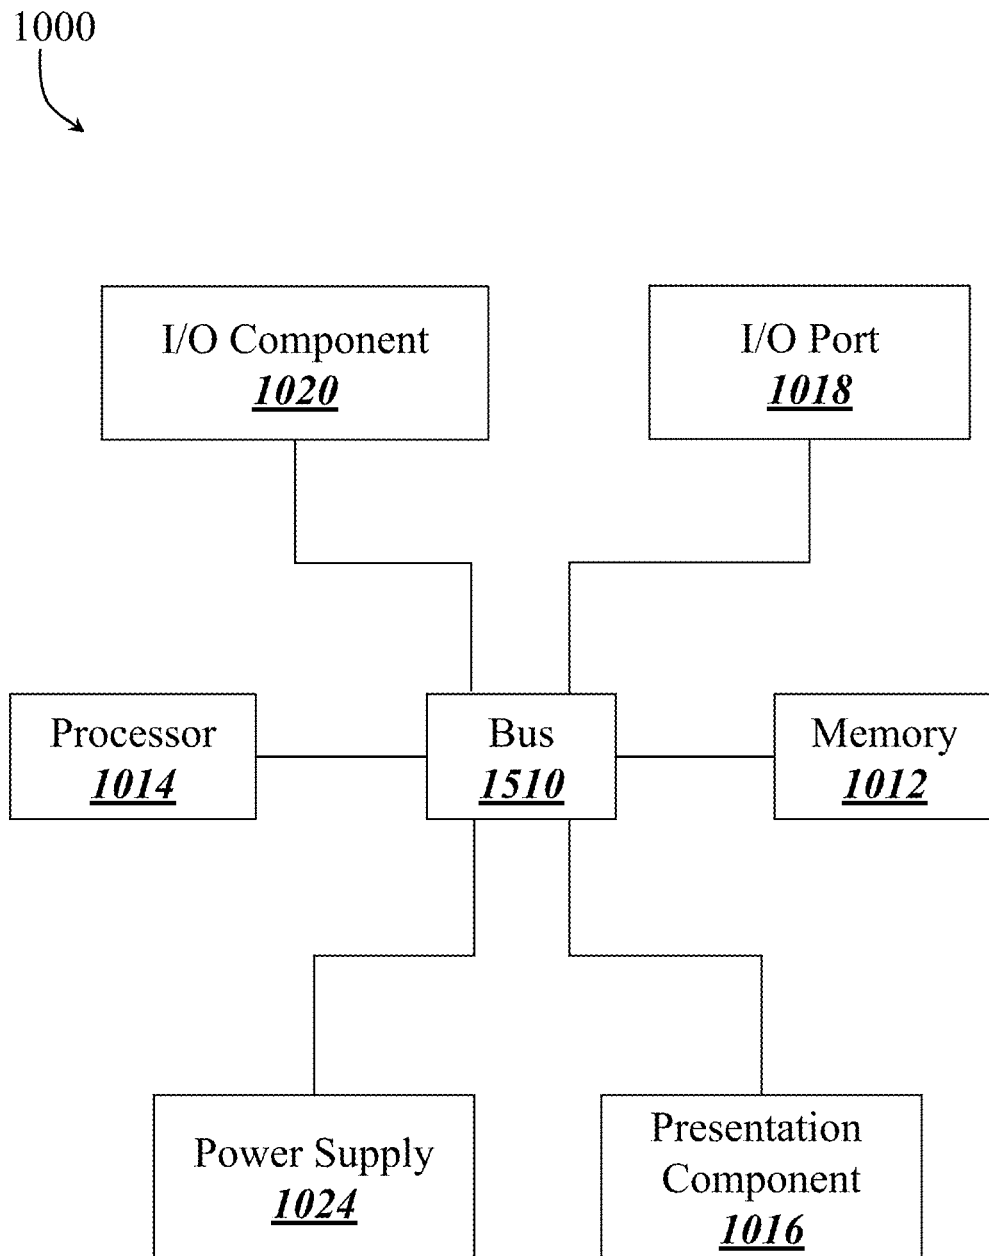 1000
I/O Component
1020
I/O Port
1018
Processor
1014
Bus
1510
Memory
1012
Power Supply
1024
Presentation
Component
1016